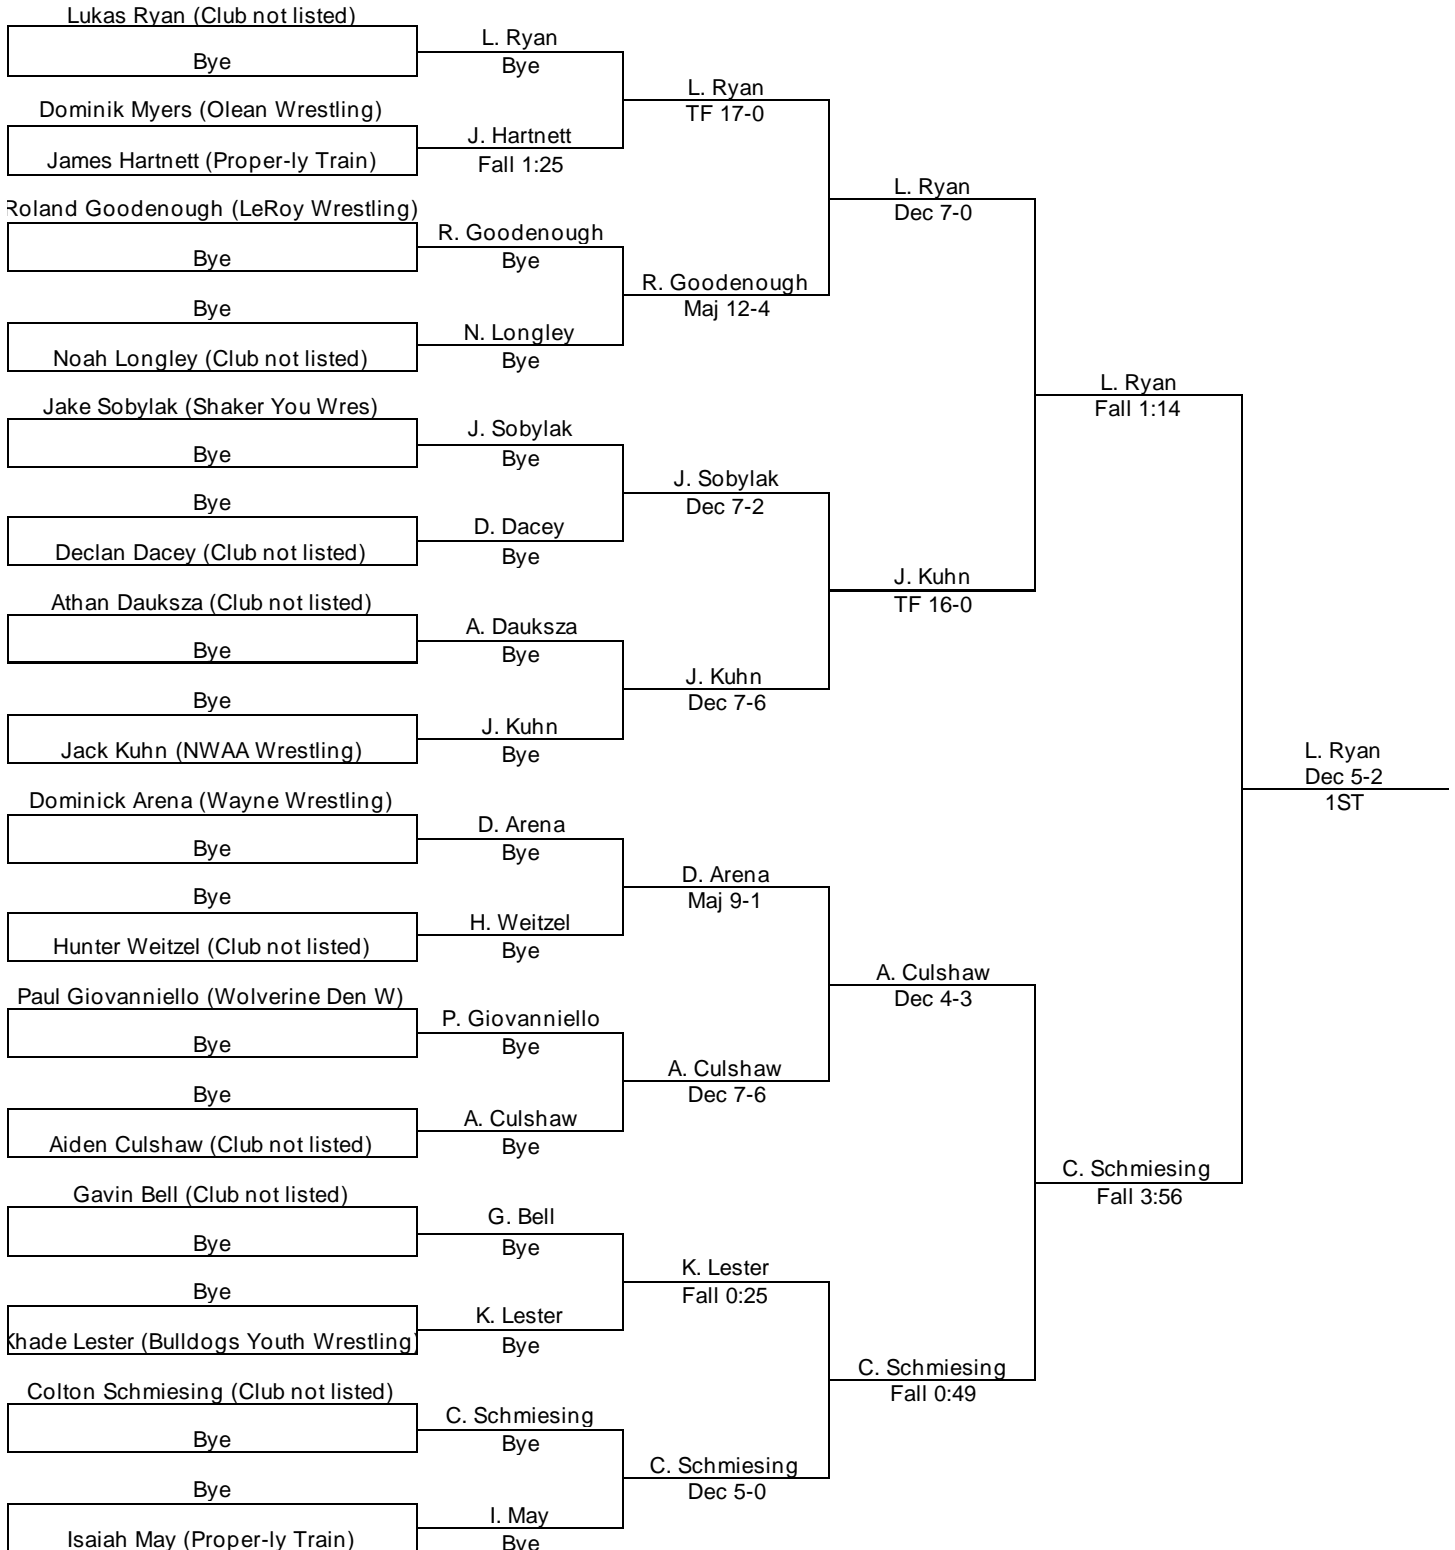 Lukas Ryan (Club not listed)
Bye
Dominik Myers (Olean Wrestling)
James Hartnett (Proper-ly Train)
Roland Goodenough (LeRoy Wrestling)
Bye
Bye
Noah Longley (Club not listed)
Jake Sobylak (Shaker You Wres)
Bye
Bye
Declan Dacey (Club not listed)
Athan Dauksza (Club not listed)
Bye
Bye
Jack Kuhn (NWAA Wrestling)
Dominick Arena (Wayne Wrestling)
Bye
Bye
Hunter Weitzel (Club not listed)
Paul Giovanniello (Wolverine Den W)
Bye
Bye
Aiden Culshaw (Club not listed)
Gavin Bell (Club not listed)
Bye
Bye
Khade Lester (Bulldogs Youth Wrestling)
Colton Schmiesing (Club not listed)
Bye
Bye
Isaiah May (Proper-ly Train)
L. Ryan
Bye
J. Hartnett
Fall 1:25
R. Goodenough
Bye
N. Longley
Bye
J. Sobylak
Bye
D. Dacey
Bye
A. Dauksza
Bye
J. Kuhn
Bye
D. Arena
Bye
H. Weitzel
Bye
P. Giovanniello
Bye
A. Culshaw
Bye
G. Bell
Bye
K. Lester
Bye
C. Schmiesing
Bye
I. May
Bye
L. Ryan
TF 17-0
R. Goodenough
Maj 12-4
J. Sobylak
Dec 7-2
J. Kuhn
Dec 7-6
D. Arena
Maj 9-1
A. Culshaw
Dec 7-6
K. Lester
Fall 0:25
C. Schmiesing
Dec 5-0
L. Ryan
Dec 7-0
J. Kuhn
TF 16-0
A. Culshaw
Dec 4-3
C. Schmiesing
Fall 0:49
L. Ryan
Fall 1:14
C. Schmiesing
Fall 3:56
L. Ryan
Dec 5-2
1ST